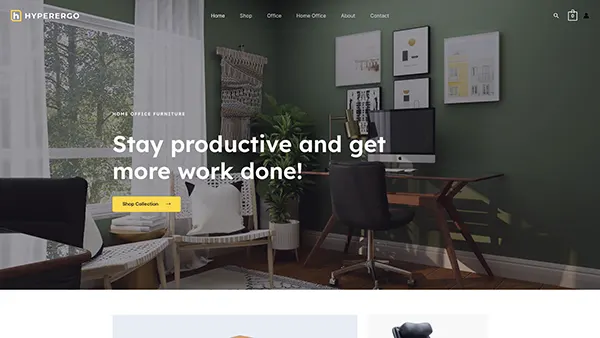 h HYPERERGO
Home Shop Office Home Office About Contact
0
HOME OFFICE FURNITURE
Stay productive and get
more work done!
Shop Collection →